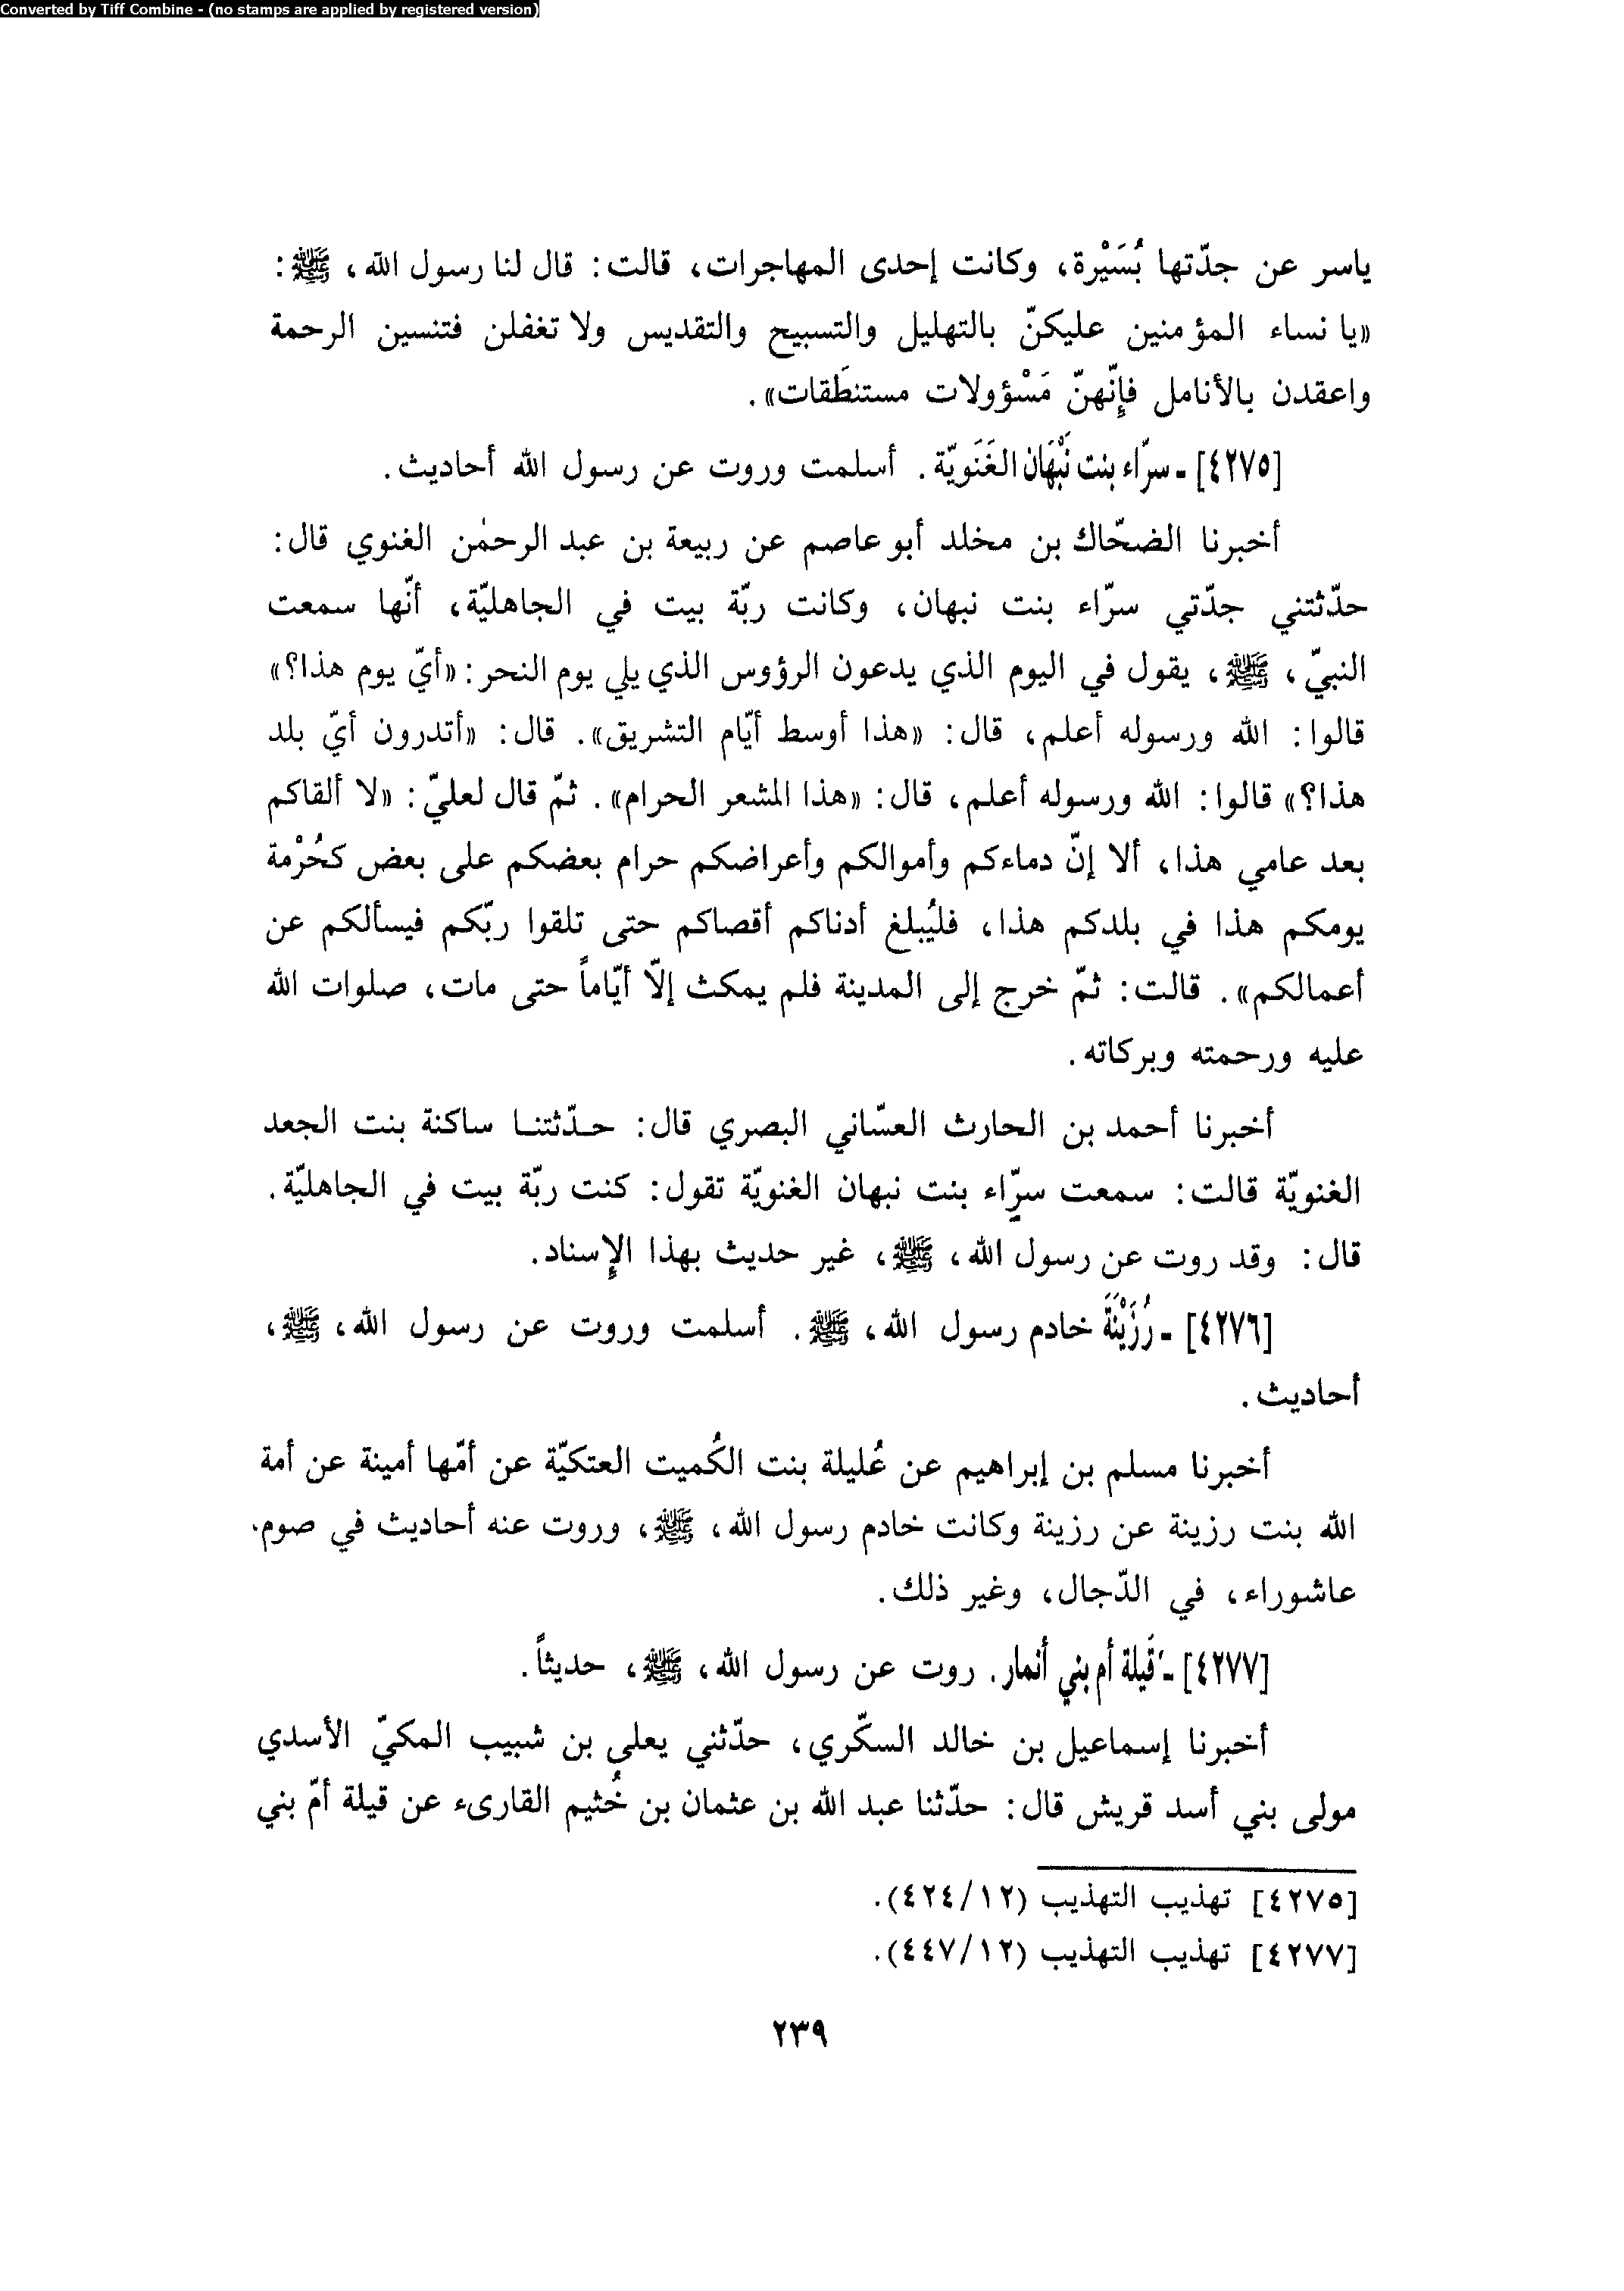 Converted by Tiff Combine - (no stamps are applied by registered version)
ياسر عن جدّتها بُسَيْرة، وكانت إحدى المهاجرات، قالت: قال لنا رسول الله، ﷺ:
«يا نساء المؤمنين عليكنّ بالتهليل والتسبيح والتقديس ولا تغفلن فتنسين الرحمة
واعقدن بالأنامل فإِنّهنّ مَسْؤولات مستنطَقات».
[٤٢٧٥] - سرّاء بنت نَبْهَان الغَنَويّة. أسلمت وروت عن رسول الله أحاديث.
أخبرنا الضحّاك بن مخلد أبو عاصم عن ربيعة بن عبد الرحمٰن الغنوي قال:
حدّثتني جدّتي سرّاء بنت نبهان، وكانت ربّة بيت في الجاهليّة، أنّها سمعت
النبيّ، ﷺ، يقول في اليوم الذي يدعون الرؤوس الذي يلي يوم النحر: «أيّ يوم هذا؟»
قالوا: الله ورسوله أعلم، قال: «هذا أوسط أيّام التشريق». قال: «أتدرون أيّ بلد
هذا؟» قالوا: الله ورسوله أعلم، قال: «هذا المشعر الحرام». ثمّ قال لعليّ: «لا ألقاكم
بعد عامي هذا، ألا إنّ دماءكم وأموالكم وأعراضكم حرام بعضكم على بعض كحُرْمة
يومكم هذا في بلدكم هذا، فليُبلغ أدناكم أقصاكم حتى تلقوا ربّكم فيسألكم عن
أعمالكم». قالت: ثمّ خرج إلى المدينة فلم يمكث إلّا أيّاماً حتى مات، صلوات الله
عليه ورحمته وبركاته.
أخبرنا أحمد بن الحارث العسّاني البصري قال: حدّثتنا ساكنة بنت الجعد
الغنويّة قالت: سمعت سرّاء بنت نبهان الغنويّة تقول: كنت ربّة بيت في الجاهليّة.
قال: وقد روت عن رسول الله، ﷺ، غير حديث بهذا الإِسناد.
[٤٢٧٦] - رُزَيْنَةَ خادم رسول الله، ﷺ. أسلمت وروت عن رسول الله، ﷺ،
أحاديث.
أخبرنا مسلم بن إبراهيم عن عُليلة بنت الكُميت العتكيّة عن أمّها أمينة عن أمة
الله بنت رزينة عن رزينة وكانت خادم رسول الله، ﷺ، وروت عنه أحاديث في صوم
عاشوراء، في الدّجال، وغير ذلك.
[٤٢٧٧] - قَيلة أم بني أنمار. روت عن رسول الله، ﷺ، حديثاً.
أخبرنا إسماعيل بن خالد السكّري، حدّثني يعلى بن شبيب المكيّ الأسدي
مولى بني أسد قريش قال: حدّثنا عبد الله بن عثمان بن خُثيم القارىء عن قيلة أمّ بني
[٤٢٧٥] تهذيب التهذيب (١٢/٤٢٤).
[٤٢٧٧] تهذيب التهذيب (١٢/٤٤٧).
٢٣٩